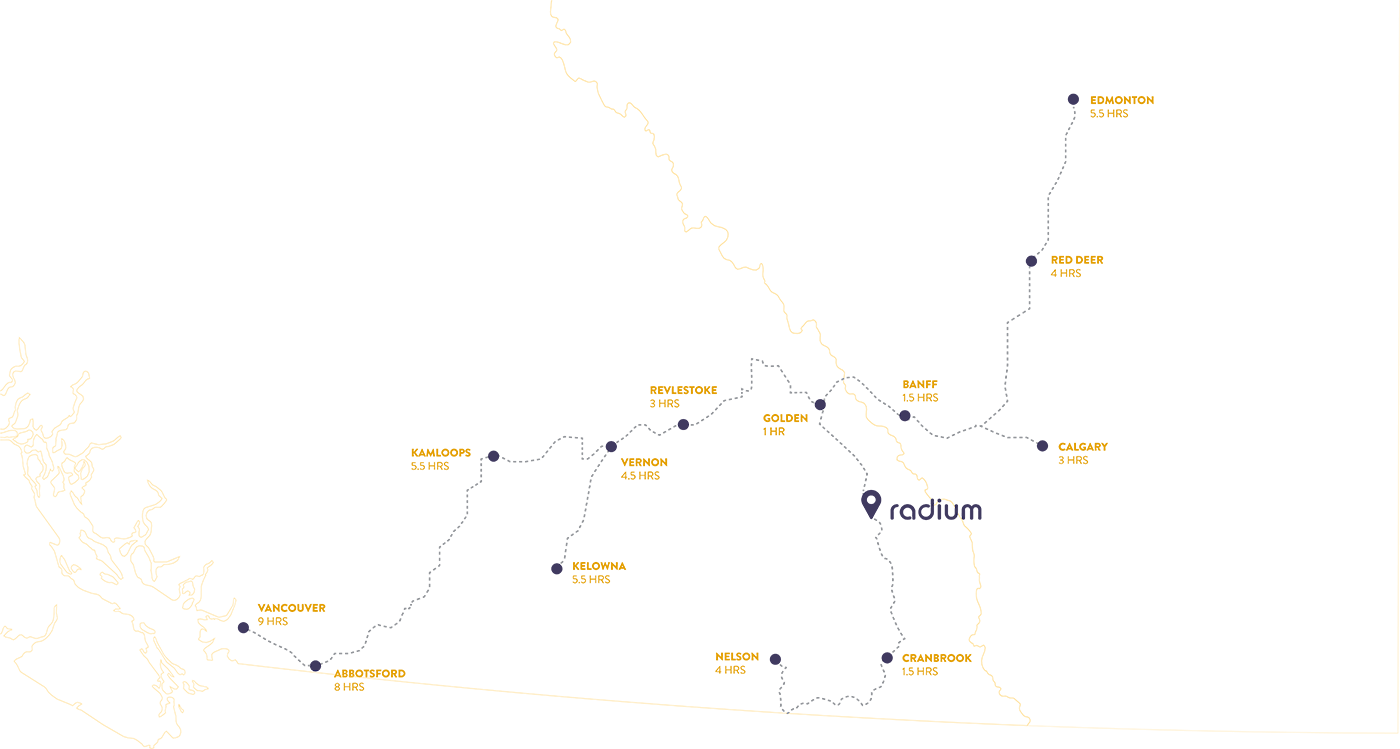 EDMONTON
5.5 HRS
RED DEER
4 HRS
BANFF
1.5 HRS
REVLESTOKE
3 HRS
GOLDEN
1 HR
CALGARY
3 HRS
KAMLOOPS
5.5 HRS
VERNON
4.5 HRS
radium
KELOWNA
5.5 HRS
VANCOUVER
9 HRS
NELSON
4 HRS
CRANBROOK
1.5 HRS
ABBOTSFORD
8 HRS